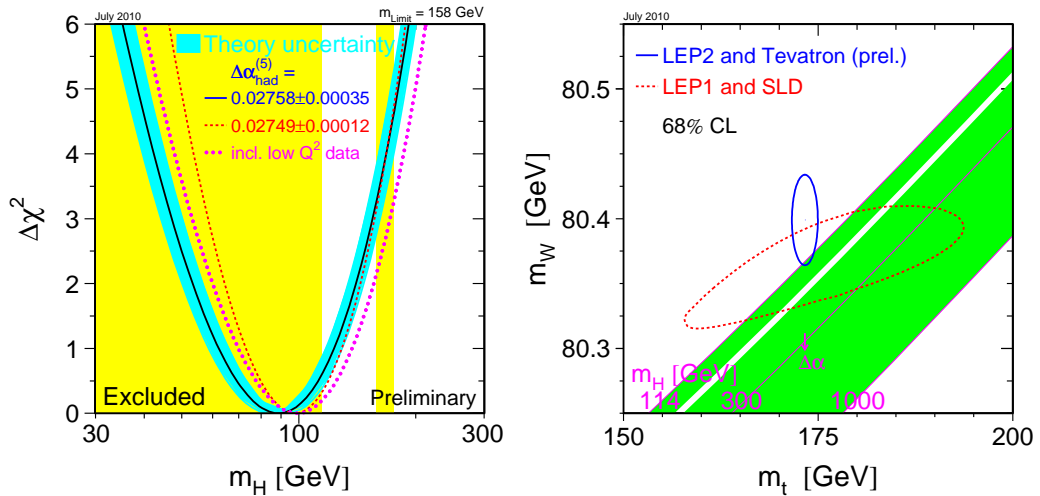 July 2010
m_Limit = 158 GeV
6
5
4
3
2
1
0
Δχ²
Theory uncertainty
Δα_had^(5) =
0.02758±0.00035
0.02749±0.00012
incl. low Q² data
Excluded
Preliminary
30
100
300
m_H [GeV]
July 2010
80.5
80.4
80.3
m_W [GeV]
LEP2 and Tevatron (prel.)
LEP1 and SLD
68% CL
Δα
m_H [GeV]
114 300 1000
150
175
200
m_t [GeV]